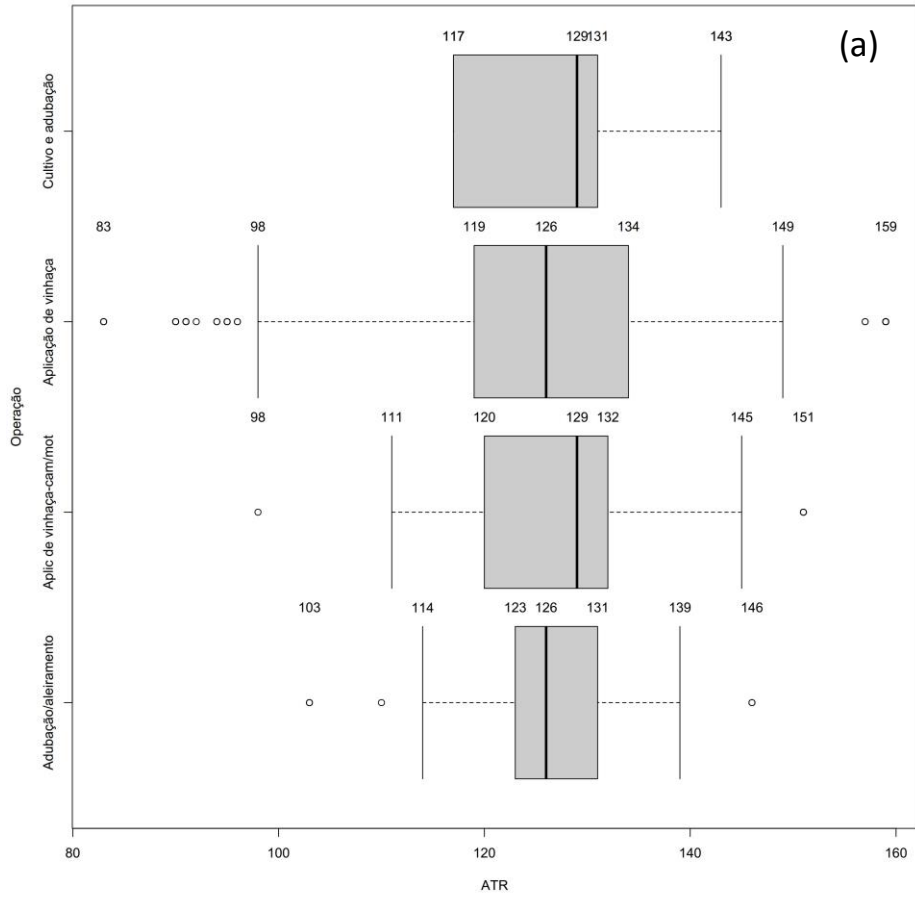 (a)
117 129 131 143
83 98 119 126 134 149 159
98 111 120 129 132 145 151
103 114 123 126 131 139 146
Cultivo e adubação
Aplicação de vinhaça
Aplic de vinhaça-cam/mot
Adubação/aleiramento
Operação
80 100 120 140 160
ATR